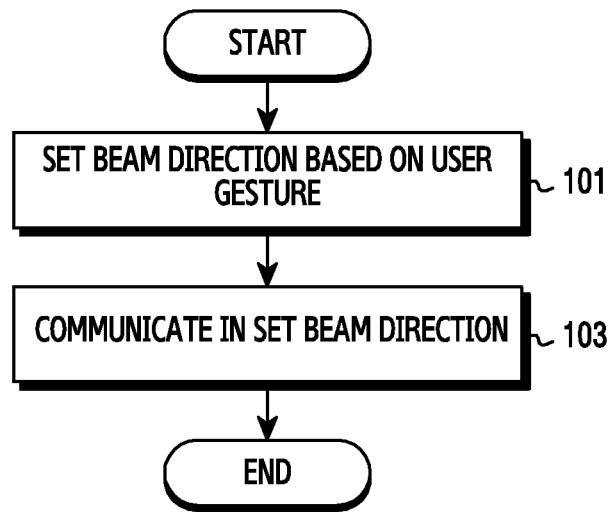 START
SET BEAM DIRECTION BASED ON USER
GESTURE
101
COMMUNICATE IN SET BEAM DIRECTION
103
END